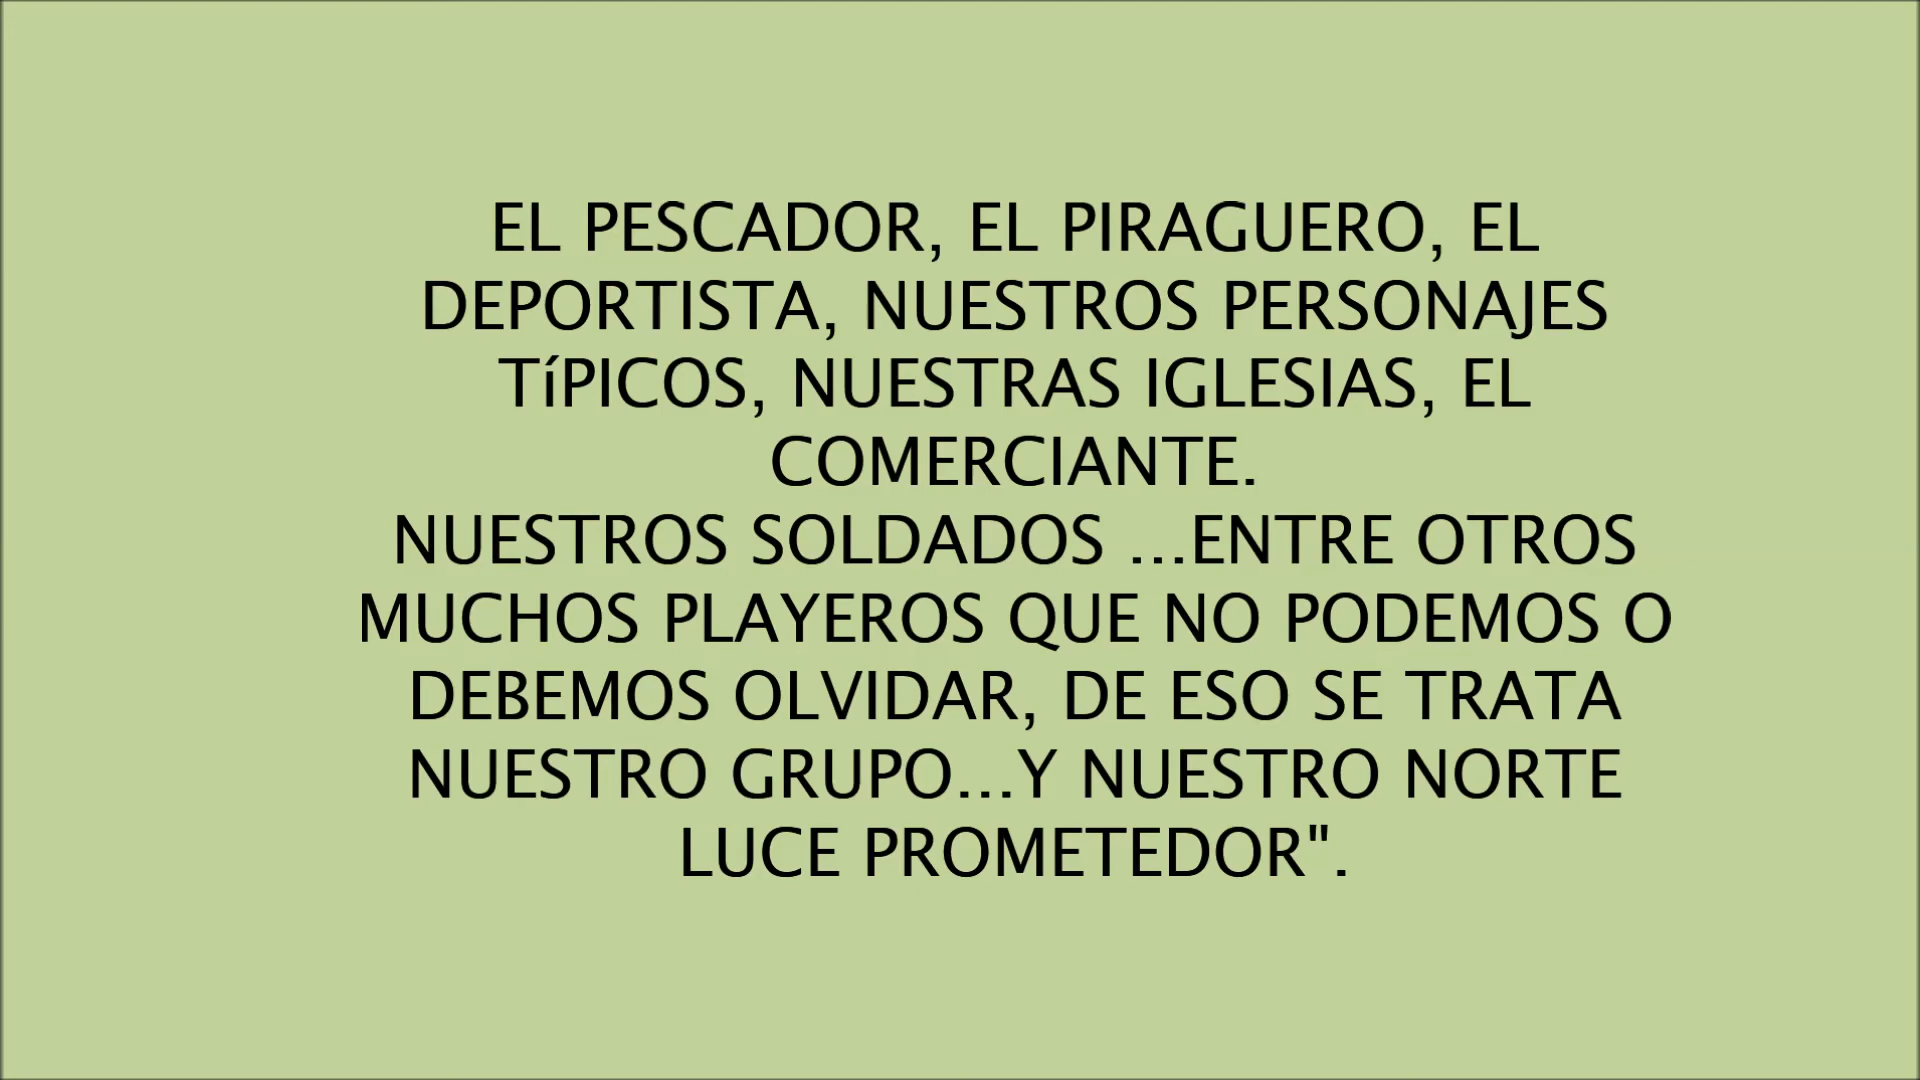 EL PESCADOR, EL PIRAGUERO, EL
DEPORTISTA, NUESTROS PERSONAJES
TíPICOS, NUESTRAS IGLESIAS, EL
COMERCIANTE.
NUESTROS SOLDADOS ...ENTRE OTROS
MUCHOS PLAYEROS QUE NO PODEMOS O
DEBEMOS OLVIDAR, DE ESO SE TRATA
NUESTRO GRUPO...Y NUESTRO NORTE
LUCE PROMETEDOR".